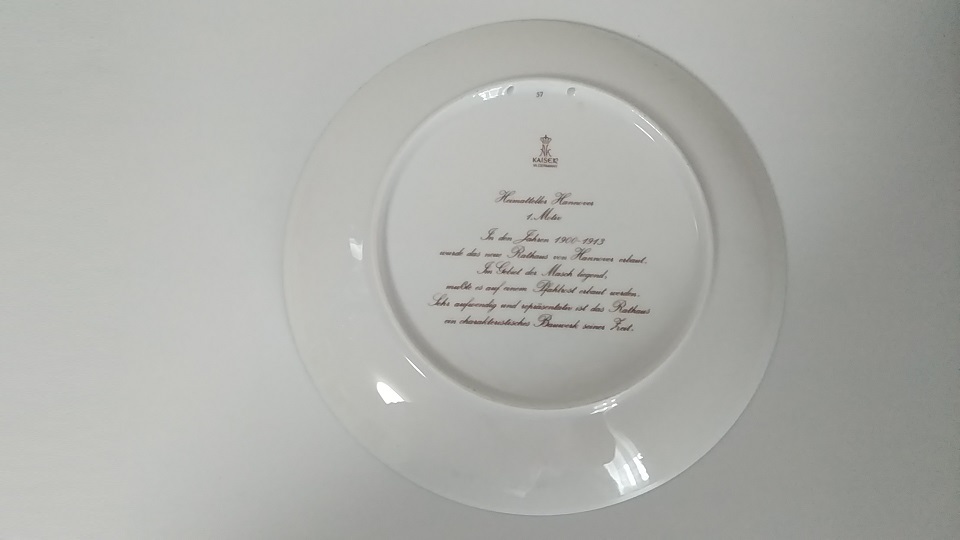 57
AK
KAISER
W. GERMANY
Heimatteller Hannover
1. Motiv
In den Jahren 1900-1913
wurde das neue Rathaus von Hannover erbaut.
Im Gebiet der Masch liegend,
mußte es auf einem Pfahlrost erbaut werden.
Sehr aufwendig und repräsentativ ist das Rathaus
ein charakteristisches Bauwerk seiner Zeit.